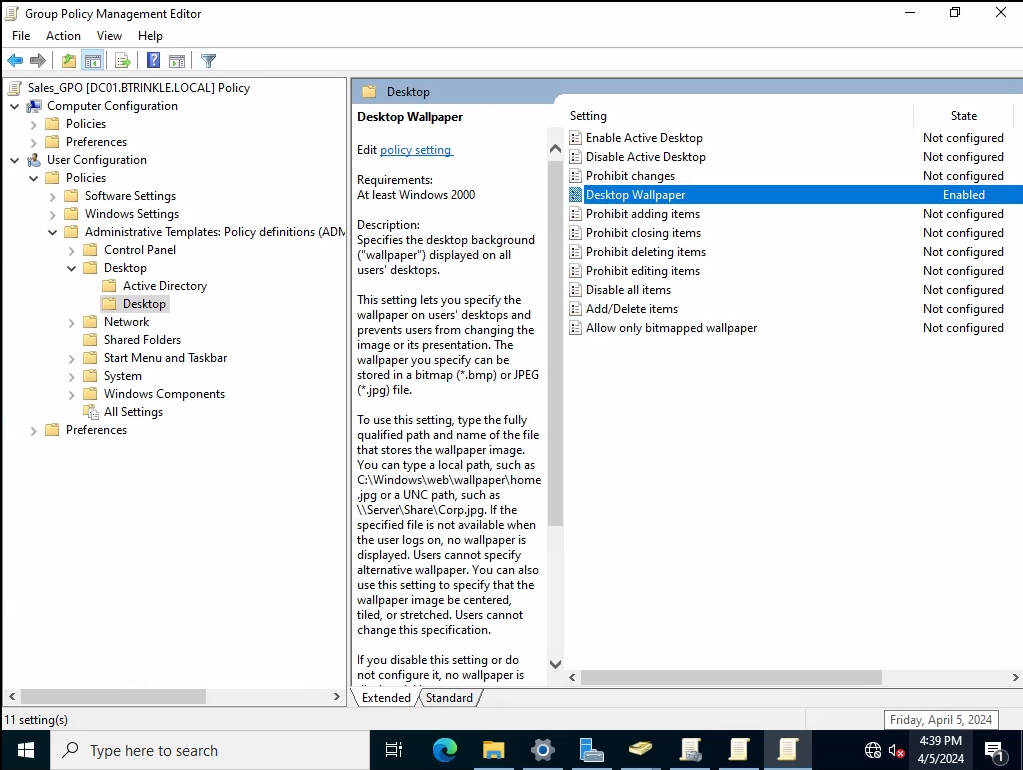 Group Policy Management Editor
File Action View Help
Sales_GPO [DC01.BTRINKLE.LOCAL] Policy
Computer Configuration
Policies
Preferences
User Configuration
Policies
Software Settings
Windows Settings
Administrative Templates: Policy definitions (ADM
Control Panel
Desktop
Active Directory
Desktop
Network
Shared Folders
Start Menu and Taskbar
System
Windows Components
All Settings
Preferences
Desktop
Desktop Wallpaper
Edit policy setting
Requirements:
At least Windows 2000
Description:
Specifies the desktop background
("wallpaper") displayed on all
users' desktops.
This setting lets you specify the
wallpaper on users' desktops and
prevents users from changing the
image or its presentation. The
wallpaper you specify can be
stored in a bitmap (*.bmp) or JPEG
(*.jpg) file.
To use this setting, type the fully
qualified path and name of the file
that stores the wallpaper image.
You can type a local path, such as
C:\Windows\web\wallpaper\home
.jpg or a UNC path, such as
\\Server\Share\Corp.jpg. If the
specified file is not available when
the user logs on, no wallpaper is
displayed. Users cannot specify
alternative wallpaper. You can also
use this setting to specify that the
wallpaper image be centered,
tiled, or stretched. Users cannot
change this specification.
If you disable this setting or do
not configure it, no wallpaper is
Setting State
Enable Active Desktop Not configured
Disable Active Desktop Not configured
Prohibit changes Not configured
Desktop Wallpaper Enabled
Prohibit adding items Not configured
Prohibit closing items Not configured
Prohibit deleting items Not configured
Prohibit editing items Not configured
Disable all items Not configured
Add/Delete items Not configured
Allow only bitmapped wallpaper Not configured
Extended Standard
11 setting(s)
Friday, April 5, 2024
Type here to search
4:39 PM
4/5/2024
1